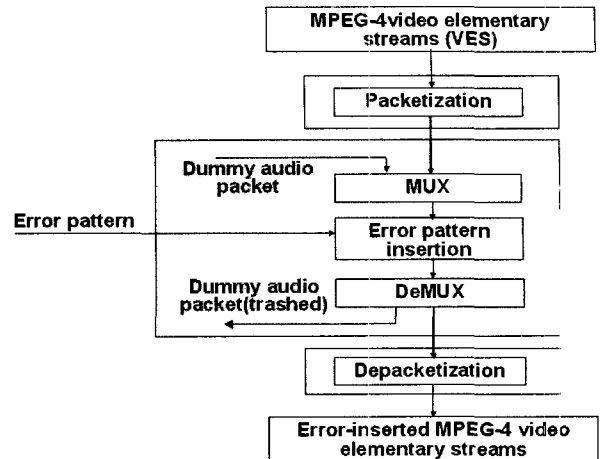 MPEG-4video elementary
streams (VES)
Packetization
Dummy audio
packet
MUX
Error pattern
Error pattern
insertion
Dummy audio
packet(trashed)
DeMUX
Depacketization
Error-inserted MPEG-4 video
elementary streams